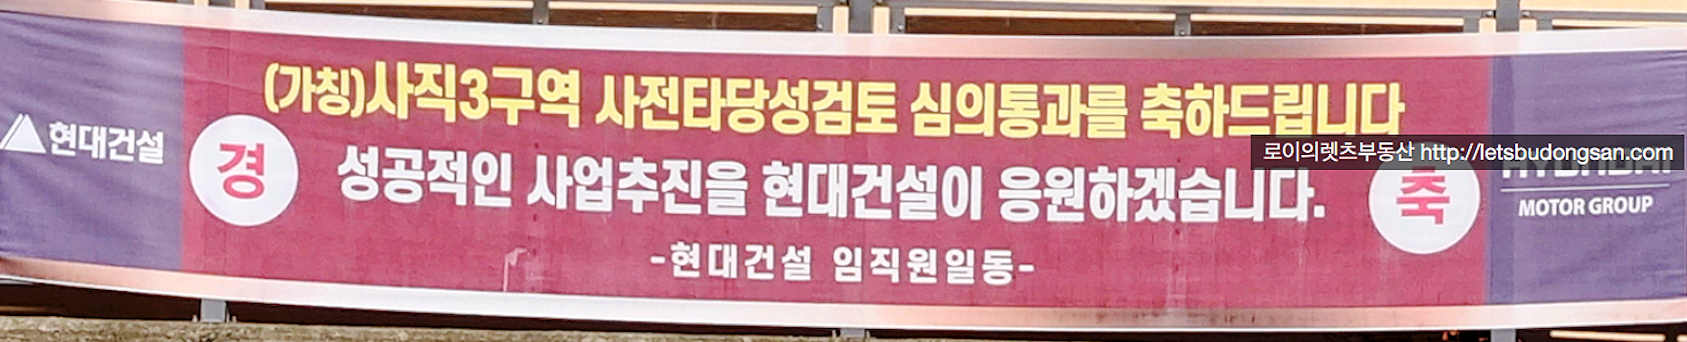 (가칭)사직3구역 사전타당성검토 심의통과를 축하드립니다
현대건설
경
성공적인 사업추진을 현대건설이 응원하겠습니다.
축
-현대건설 임직원일동-
로이의렛츠부동산 http://letsbudongsan.com
HYUNDAI
MOTOR GROUP